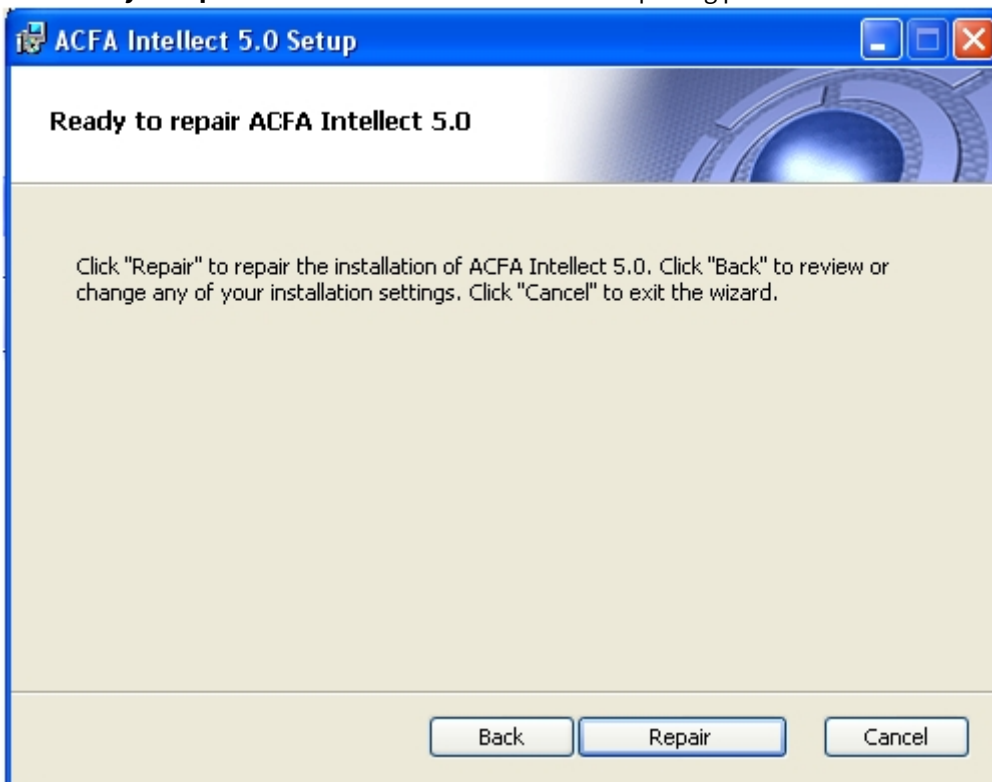 ACFA Intellect 5.0 Setup
Ready to repair ACFA Intellect 5.0
Click "Repair" to repair the installation of ACFA Intellect 5.0. Click "Back" to review or
change any of your installation settings. Click "Cancel" to exit the wizard.
Back Repair Cancel